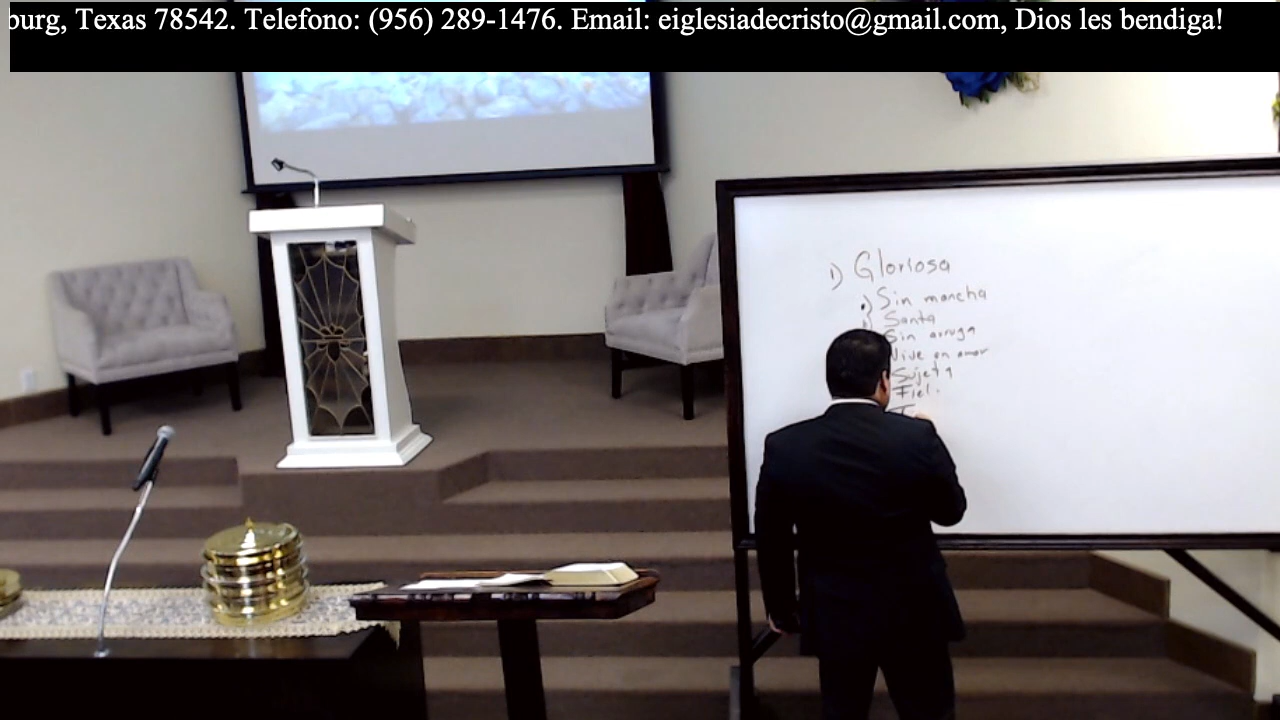 burg, Texas 78542. Telefono: (956) 289-1476. Email: eiglesiadecristo@gmail.com, Dios les bendiga!
1) Gloriosa
Sin mancha
Santa
Sin arruga
Vive en amor
Sujeta
Fiel.